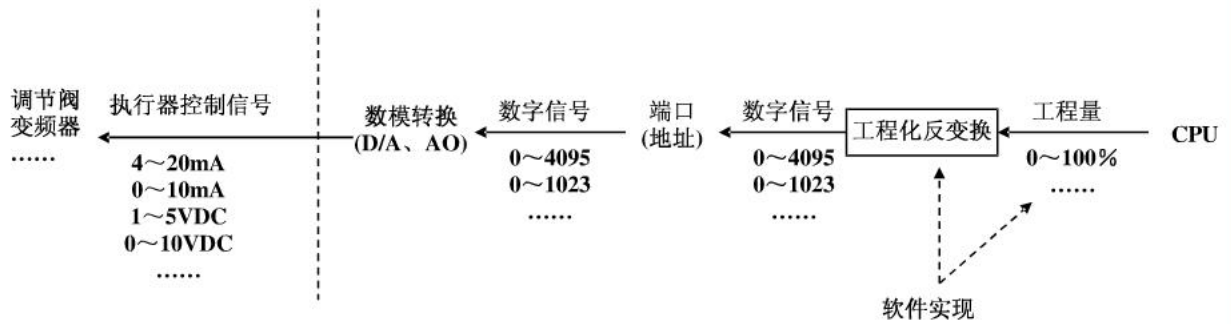 调节阀
变频器
……
执行器控制信号
4～20mA
0～10mA
1～5VDC
0～10VDC
……
数模转换
(D/A、AO)
数字信号
0～4095
0～1023
……
端口
(地址)
数字信号
0～4095
0～1023
……
工程化反变换
工程量
0～100%
……
CPU
软件实现